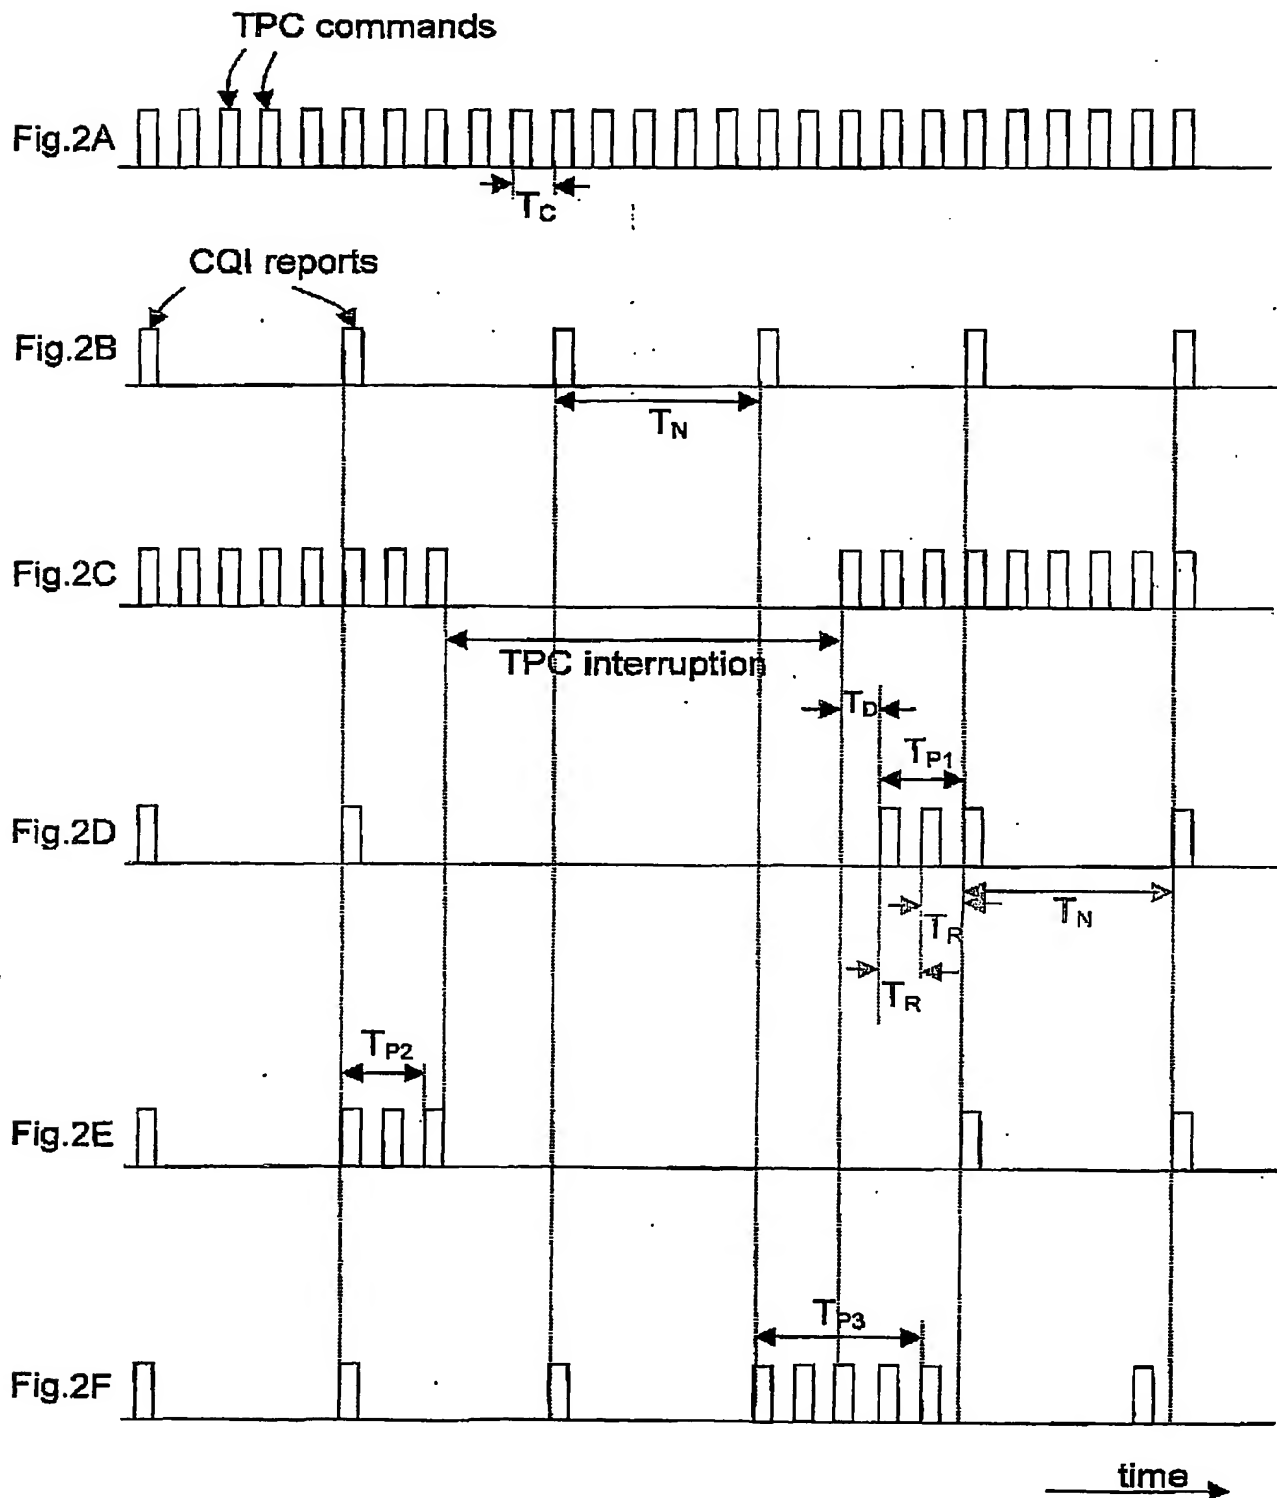 TPC commands
Fig.2A
TC
CQI reports
Fig.2B
TN
Fig.2C
TPC interruption
TD
TP1
Fig.2D
TR
TN
TR
TP2
Fig.2E
TP3
Fig.2F
time